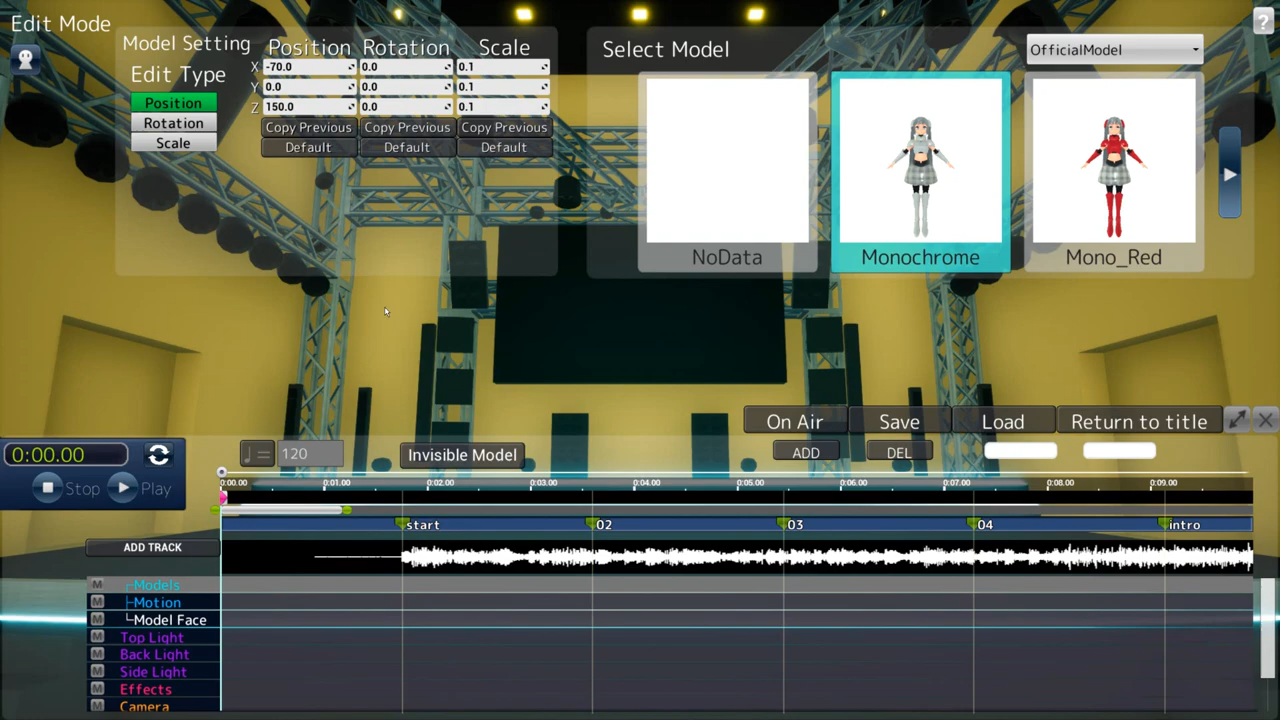 Edit Mode
?
Model Setting
Position Rotation Scale
Edit Type
X -70.0 0.0 0.1
Y 0.0 0.0 0.1
Z 150.0 0.0 0.1
Position
Rotation
Scale
Copy Previous Copy Previous Copy Previous
Default Default Default
Select Model
OfficialModel
NoData Monochrome Mono_Red
On Air Save Load Return to title
0:00.00
♩= 120
Invisible Model
ADD DEL
Stop Play
0:00.00 0:01.00 0:02.00 0:03.00 0:04.00 0:05.00 0:06.00 0:07.00 0:08.00 0:09.00
start 02 03 04 intro
ADD TRACK
M Models
M Motion
M Model Face
M Top Light
M Back Light
M Side Light
M Effects
M Camera